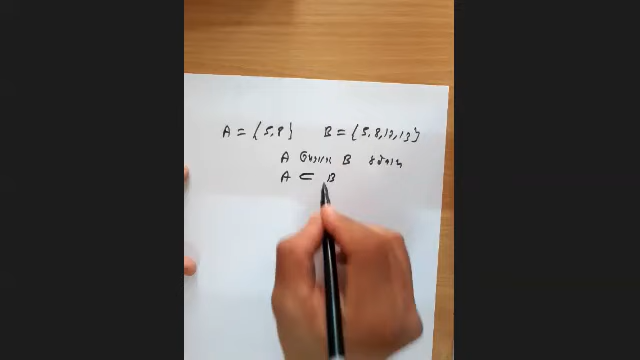 A = {5,8} B = {5,8,12,13}
A B
A ⊂ B